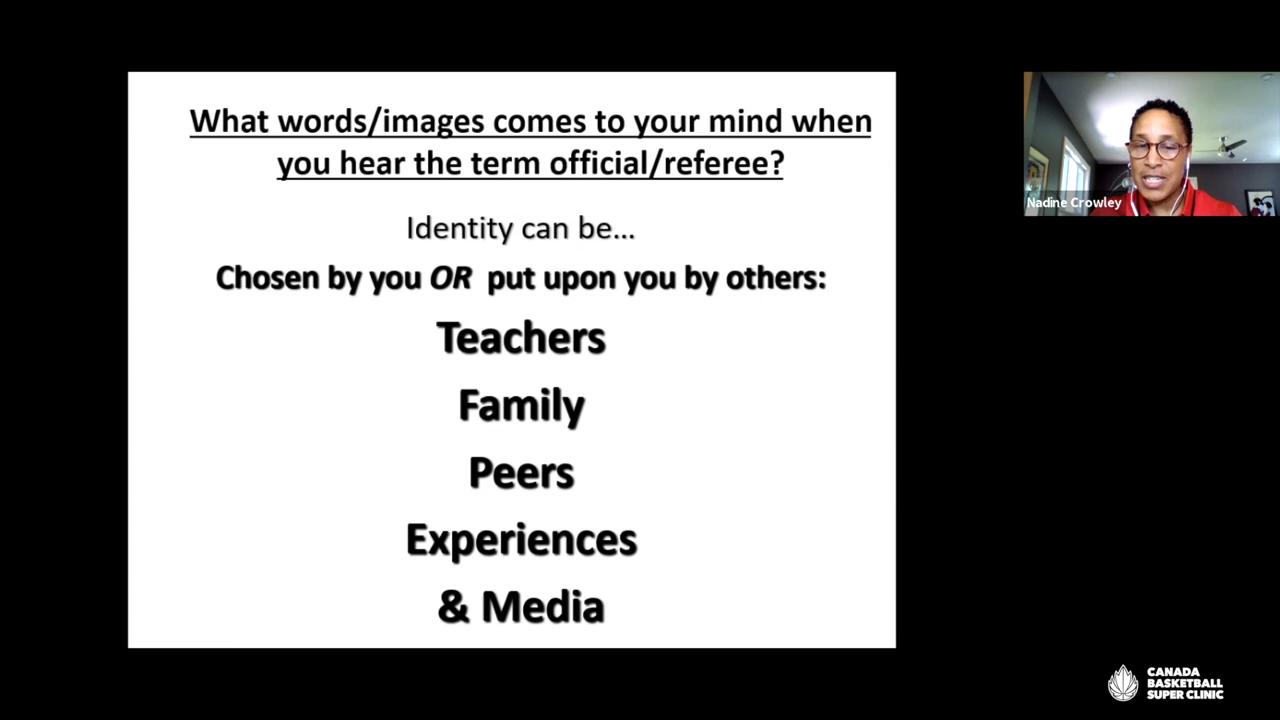 What words/images comes to your mind when
you hear the term official/referee?
Identity can be...
Chosen by you OR put upon you by others:
Teachers
Family
Peers
Experiences
& Media
Nadine Crowley
CANADA
BASKETBALL
SUPER CLINIC